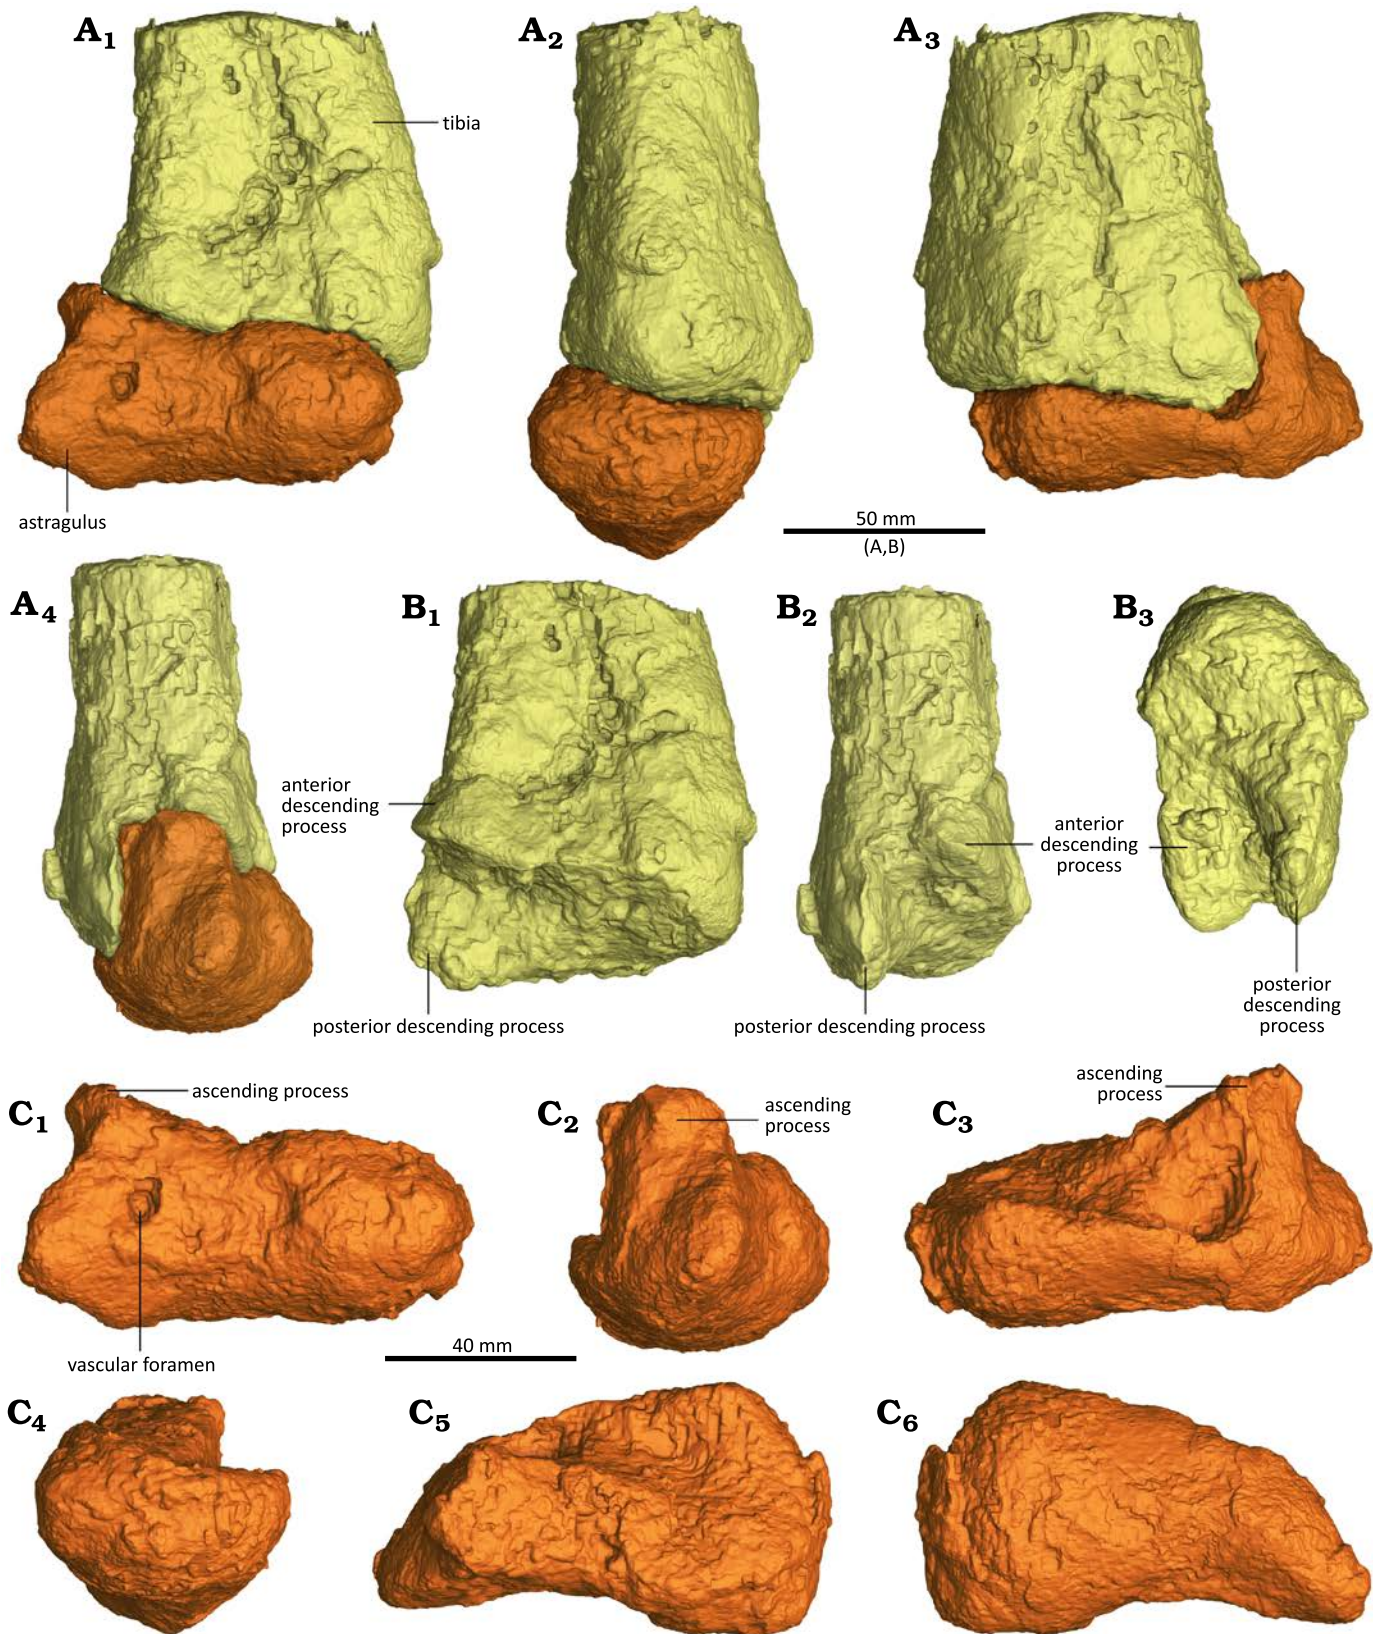 A1
A2
A3
tibia
astragulus
50 mm
(A,B)
A4
B1
B2
B3
anterior
descending
process
anterior
descending
process
posterior descending process
posterior descending process
posterior
descending
process
C1
ascending process
C2
ascending
process
C3
ascending
process
vascular foramen
40 mm
C4
C5
C6